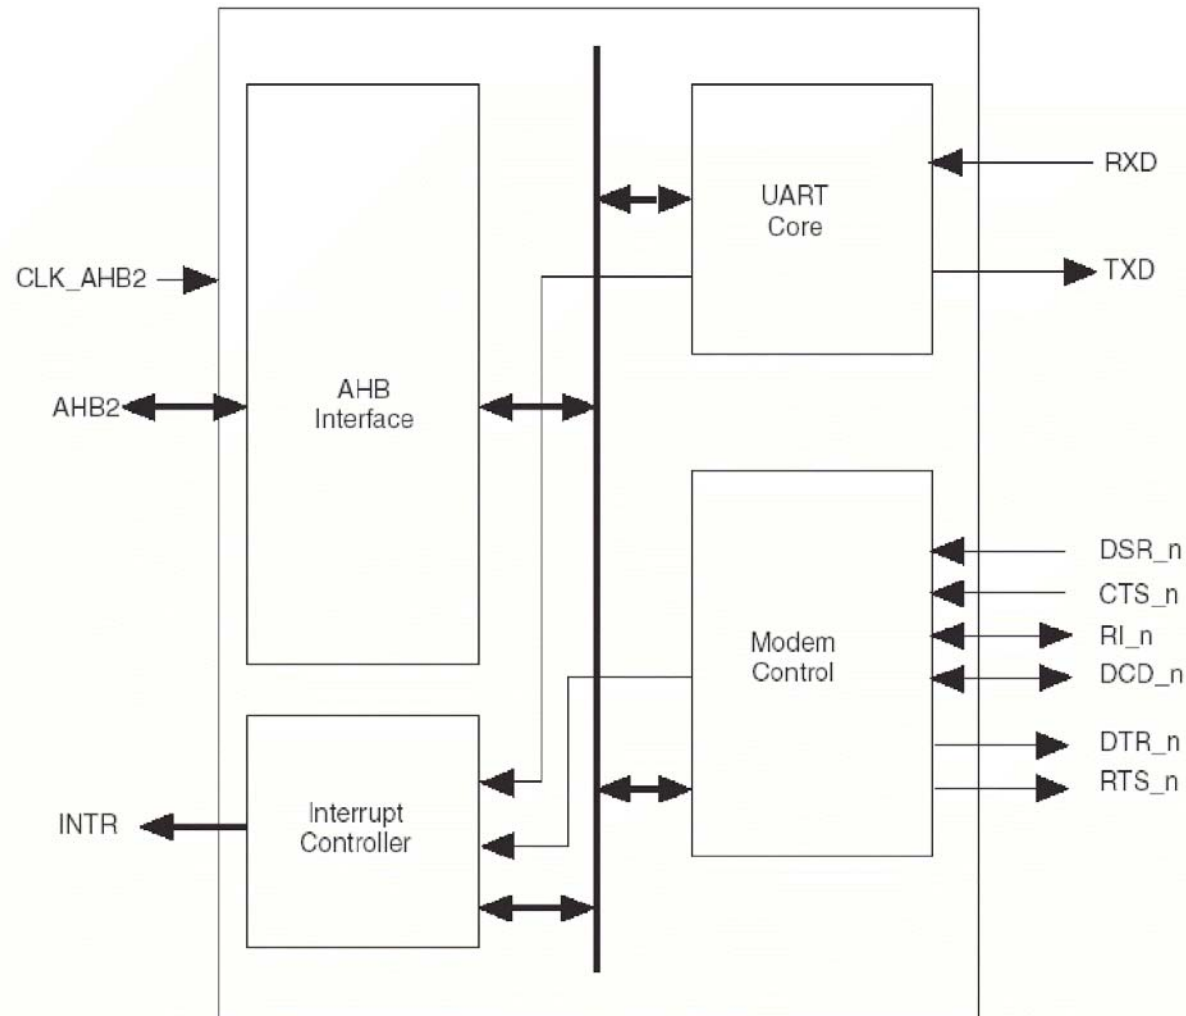 RXD
UART
Core
TXD
CLK_AHB2
AHB2
AHB
Interface
DSR_n
CTS_n
RI_n
DCD_n
DTR_n
RTS_n
Modem
Control
Interrupt
Controller
INTR